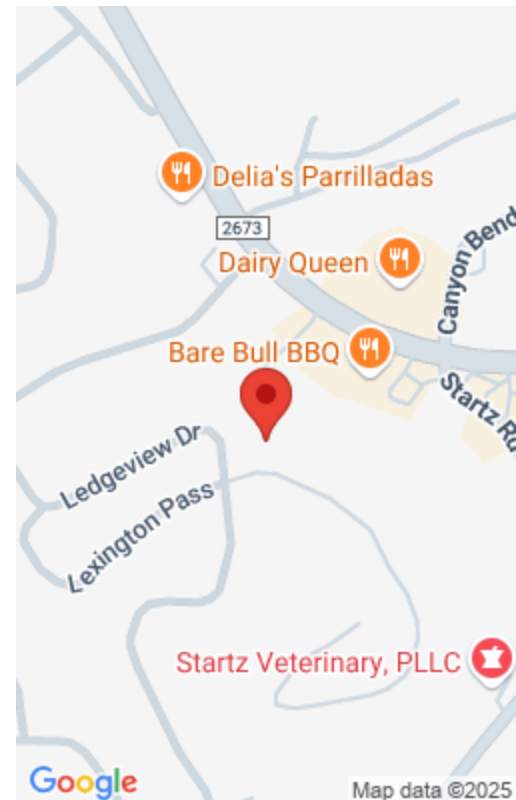 Delia's Parrilladas
2673
Dairy Queen
Canyon Bend
Bare Bull BBQ
Startz
Ledgeview Dr
Lexington Pass
Startz Veterinary, PLLC
Google
Map data ©2025